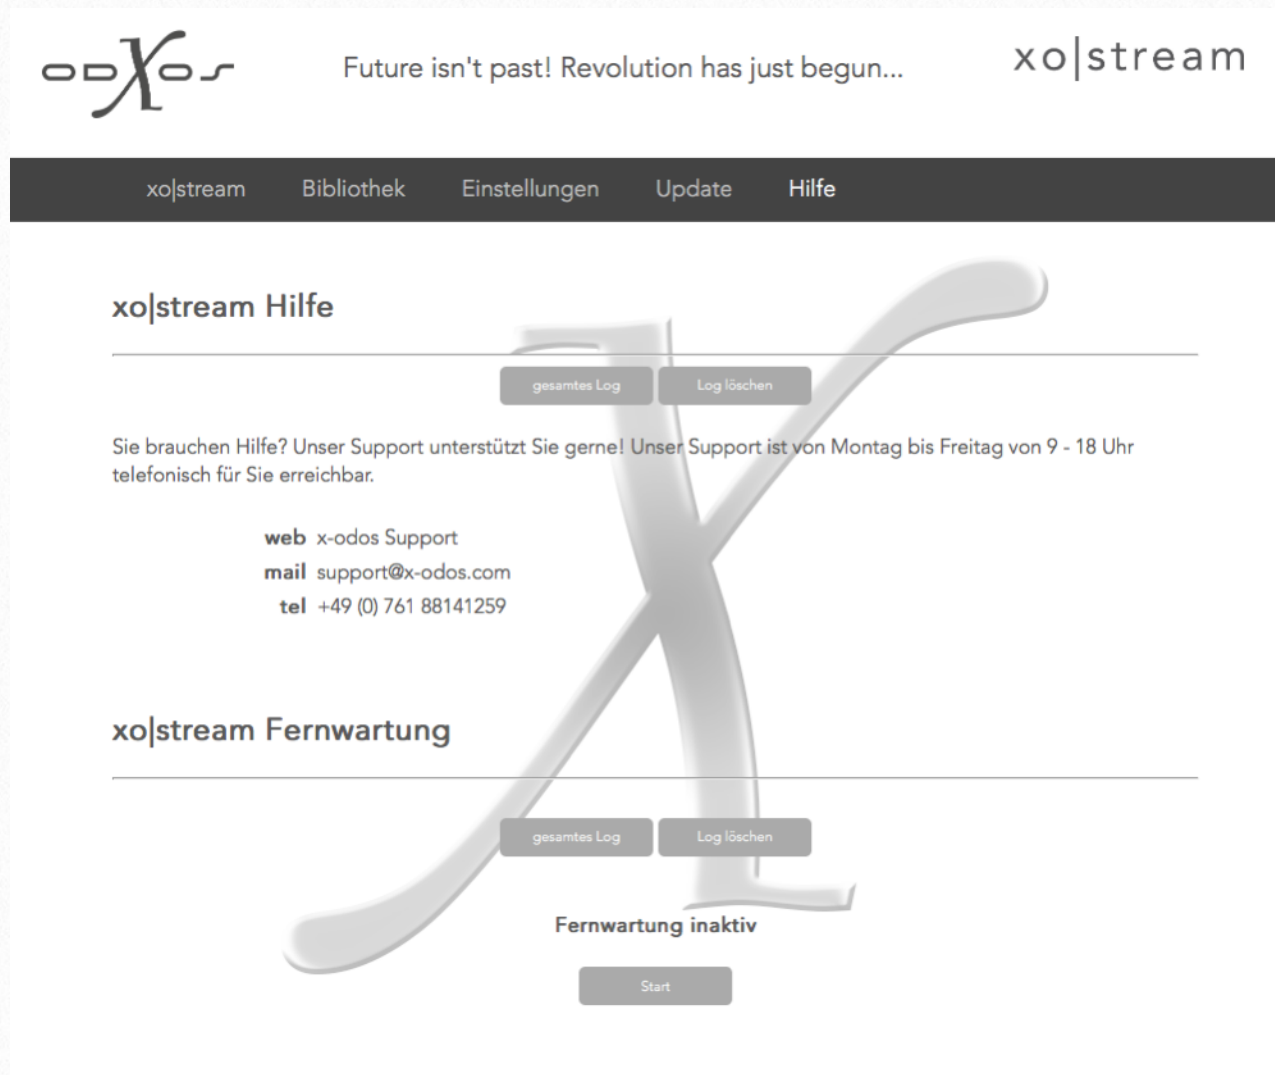 odXos
Future isn't past! Revolution has just begun...
xo|stream
xo|stream Bibliothek Einstellungen Update Hilfe
xo|stream Hilfe
gesamtes Log Log löschen
Sie brauchen Hilfe? Unser Support unterstützt Sie gerne! Unser Support ist von Montag bis Freitag von 9 - 18 Uhr
telefonisch für Sie erreichbar.
web x-odos Support
mail support@x-odos.com
tel +49 (0) 761 88141259
xo|stream Fernwartung
gesamtes Log Log löschen
Fernwartung inaktiv
Start